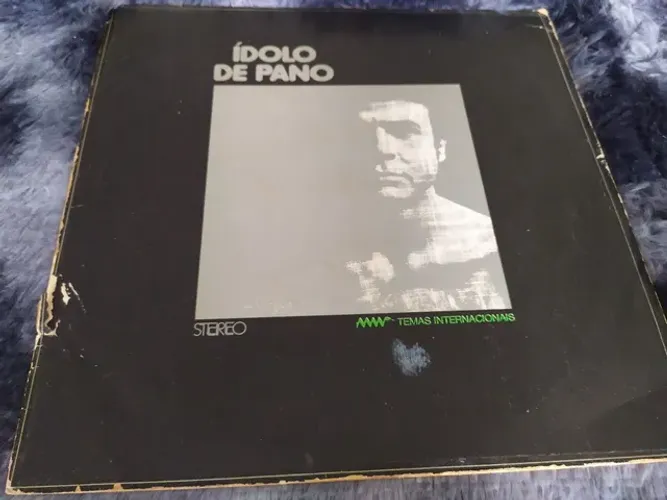 ÍDOLO
DE PANO
STEREO
TEMAS INTERNACIONAIS